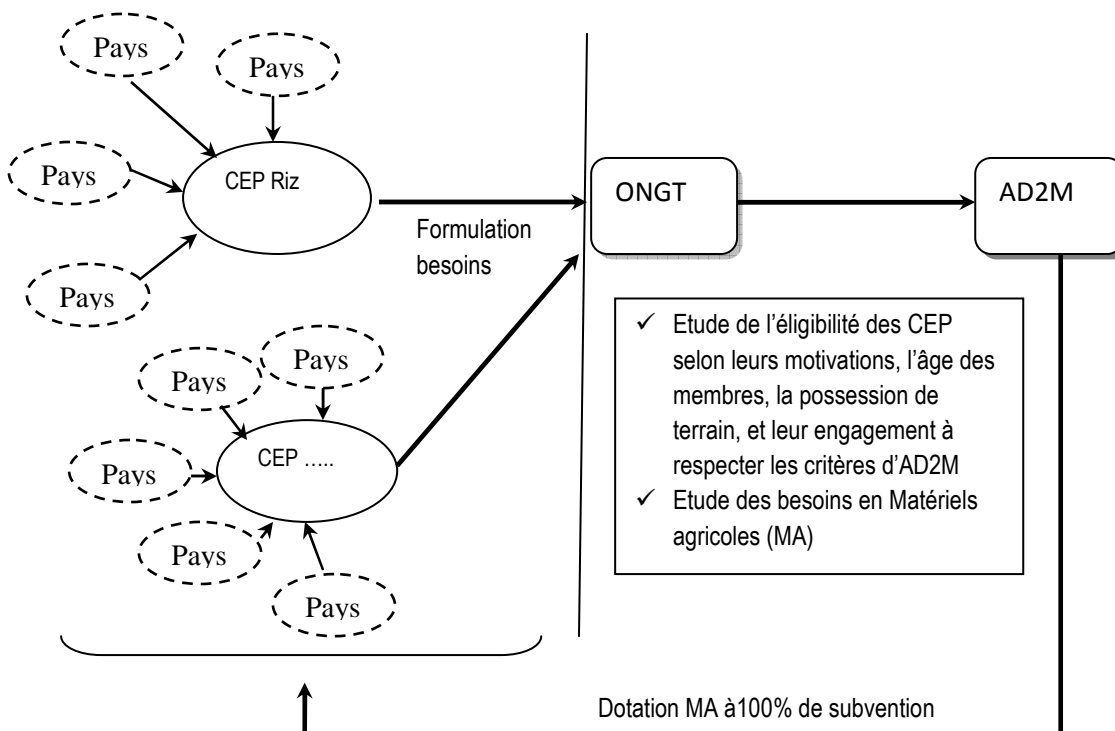 Pays
Pays
Pays
Pays
CEP Riz
Formulation
besoins
ONGT
AD2M
Pays
Pays
Pays
Pays
Pays
CEP …..
✓ Etude de l’éligibilité des CEP
selon leurs motivations, l’âge des
membres, la possession de
terrain, et leur engagement à
respecter les critères d’AD2M
✓ Etude des besoins en Matériels
agricoles (MA)
Dotation MA à100% de subvention